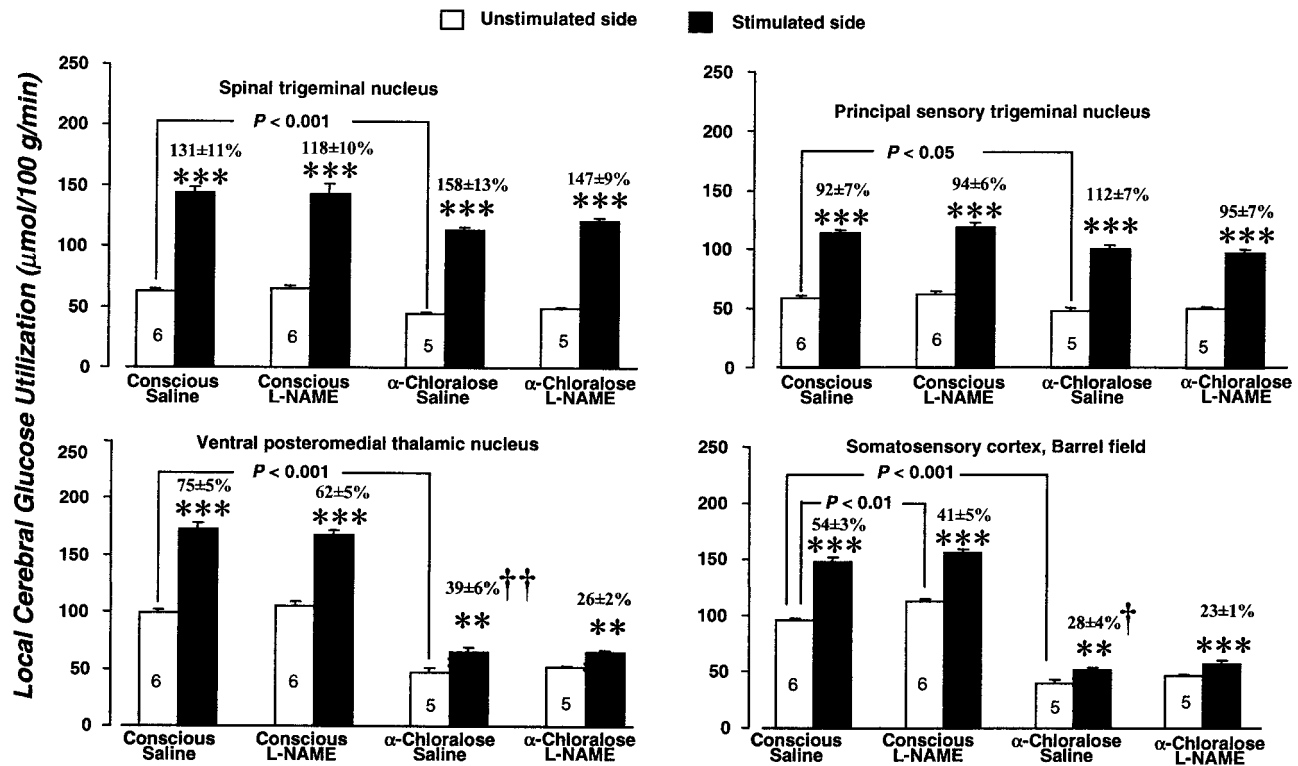 Unstimulated side
Stimulated side
Local Cerebral Glucose Utilization (μmol/100 g/min)
250
200
150
100
50
0
Spinal trigeminal nucleus
P < 0.001
131±11%
***
118±10%
***
158±13%
***
147±9%
***
6
6
5
5
Conscious
Saline
Conscious
L-NAME
α-Chloralose
Saline
α-Chloralose
L-NAME
250
200
150
100
50
0
Principal sensory trigeminal nucleus
P < 0.05
92±7%
***
94±6%
***
112±7%
***
95±7%
***
6
6
5
5
Conscious
Saline
Conscious
L-NAME
α-Chloralose
Saline
α-Chloralose
L-NAME
250
200
150
100
50
0
Ventral posteromedial thalamic nucleus
P < 0.001
75±5%
***
62±5%
***
39±6%††
**
26±2%
**
6
6
5
5
Conscious
Saline
Conscious
L-NAME
α-Chloralose
Saline
α-Chloralose
L-NAME
250
200
150
100
50
0
Somatosensory cortex, Barrel field
P < 0.001
P < 0.01
54±3%
***
41±5%
***
28±4%†
**
23±1%
***
6
6
5
5
Conscious
Saline
Conscious
L-NAME
α-Chloralose
Saline
α-Chloralose
L-NAME